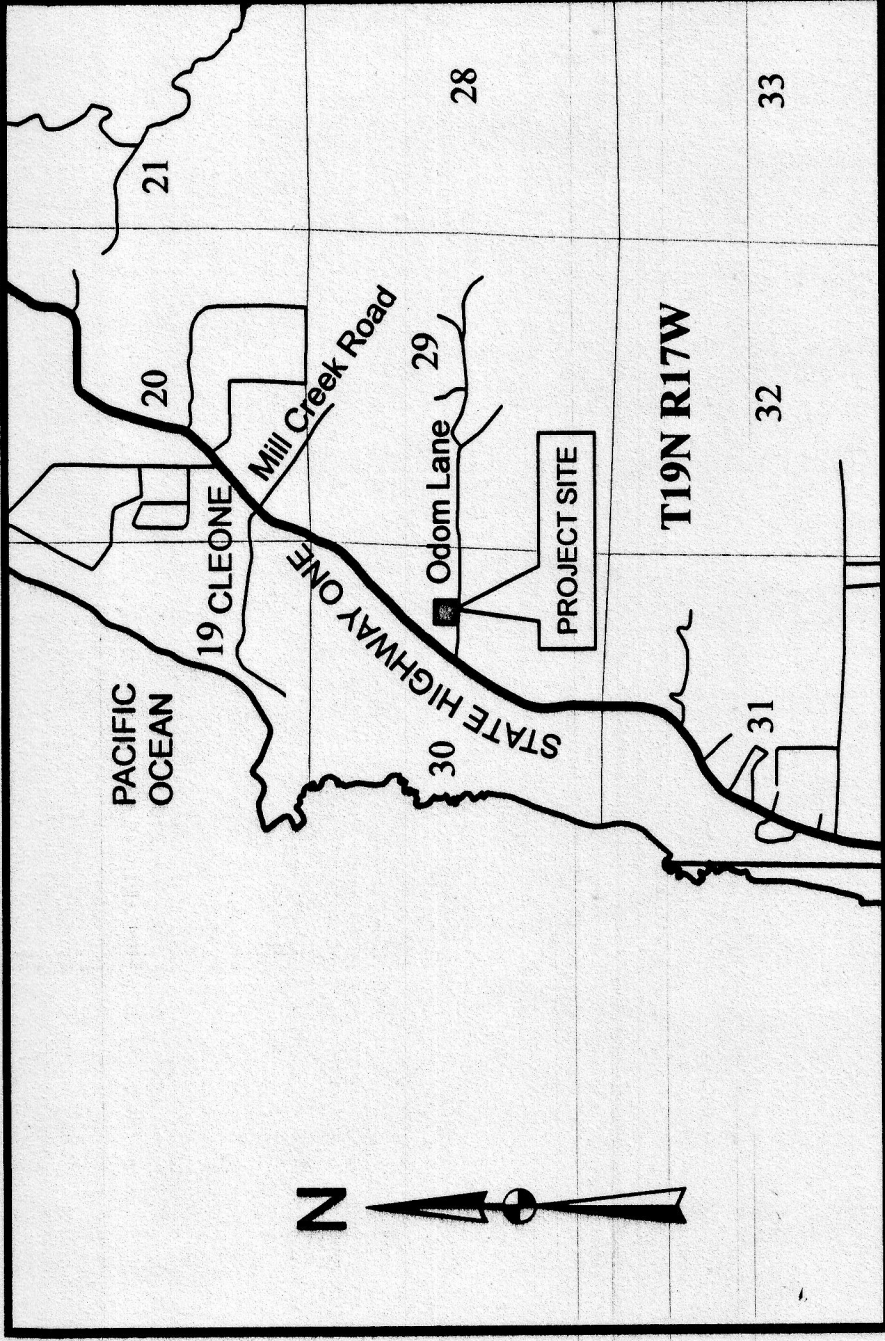 PACIFIC
OCEAN
21
20
19 CLEONE
Mill Creek Road
28
29
30
STATE HIGHWAY ONE
Odom Lane
PROJECT SITE
T19N R17W
33
32
31
N